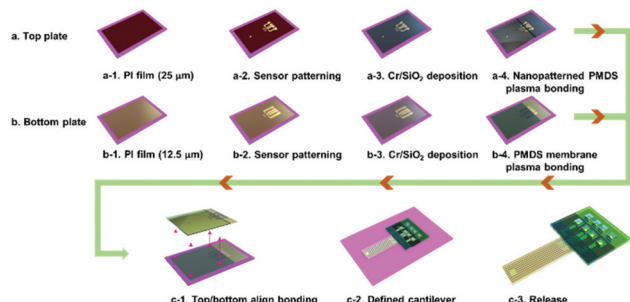 a. Top plate
a-1. PI film (25 μm)
a-2. Sensor patterning
a-3. Cr/SiO₂ deposition
a-4. Nanopatterned PMDS
plasma bonding
b. Bottom plate
b-1. PI film (12.5 μm)
b-2. Sensor patterning
b-3. Cr/SiO₂ deposition
b-4. PMDS membrane
plasma bonding
c-1. Top/bottom align bonding
c-2. Defined cantilever
c-3. Release